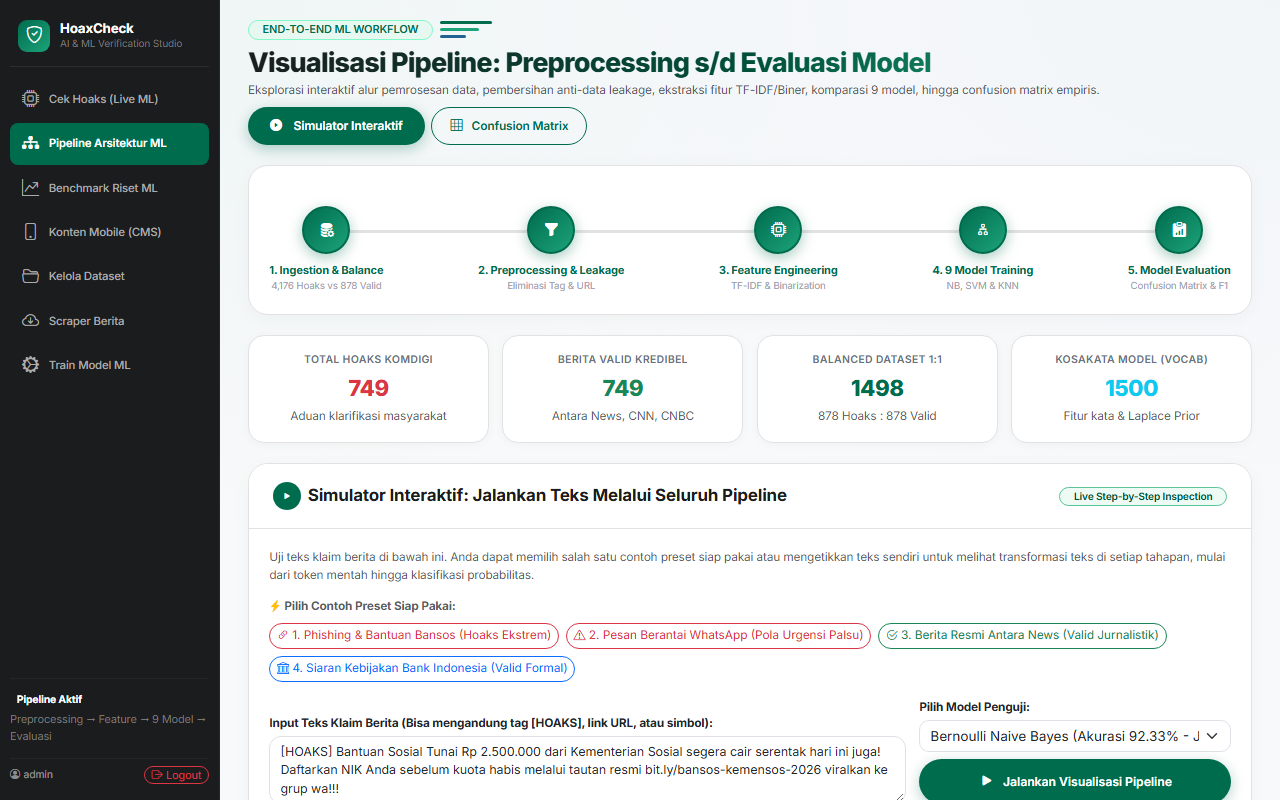 HoaxCheck
AI & ML Verification Studio
Cek Hoaks (Live ML)
Pipeline Arsitektur ML
Benchmark Riset ML
Konten Mobile (CMS)
Kelola Dataset
Scraper Berita
Train Model ML
Pipeline Aktif
Preprocessing → Feature → 9 Model →
Evaluasi
admin
Logout
END-TO-END ML WORKFLOW
Visualisasi Pipeline: Preprocessing s/d Evaluasi Model
Eksplorasi interaktif alur pemrosesan data, pembersihan anti-data leakage, ekstraksi fitur TF-IDF/Biner, komparasi 9 model, hingga confusion matrix empiris.
Simulator Interaktif
Confusion Matrix
1. Ingestion & Balance
4,176 Hoaks vs 878 Valid
2. Preprocessing & Leakage
Eliminasi Tag & URL
3. Feature Engineering
TF-IDF & Binarization
4. 9 Model Training
NB, SVM & KNN
5. Model Evaluation
Confusion Matrix & F1
TOTAL HOAKS KOMDIGI
749
Aduan klarifikasi masyarakat
BERITA VALID KREDIBEL
749
Antara News, CNN, CNBC
BALANCED DATASET 1:1
1498
878 Hoaks : 878 Valid
KOSAKATA MODEL (VOCAB)
1500
Fitur kata & Laplace Prior
Simulator Interaktif: Jalankan Teks Melalui Seluruh Pipeline
Live Step-by-Step Inspection
Uji teks klaim berita di bawah ini. Anda dapat memilih salah satu contoh preset siap pakai atau mengetikkan teks sendiri untuk melihat transformasi teks di setiap tahapan, mulai
dari token mentah hingga klasifikasi probabilitas.
Pilih Contoh Preset Siap Pakai:
1. Phishing & Bantuan Bansos (Hoaks Ekstrem)
2. Pesan Berantai WhatsApp (Pola Urgensi Palsu)
3. Berita Resmi Antara News (Valid Jurnalistik)
4. Siaran Kebijakan Bank Indonesia (Valid Formal)
Input Teks Klaim Berita (Bisa mengandung tag [HOAKS], link URL, atau simbol):
[HOAKS] Bantuan Sosial Tunai Rp 2.500.000 dari Kementerian Sosial segera cair serentak hari ini juga!
Daftarkan NIK Anda sebelum kuota habis melalui tautan resmi bit.ly/bansos-kemensos-2026 viralkan ke
grup wa!!!
Pilih Model Penguji:
Bernoulli Naive Bayes (Akurasi 92.33% - J
Jalankan Visualisasi Pipeline